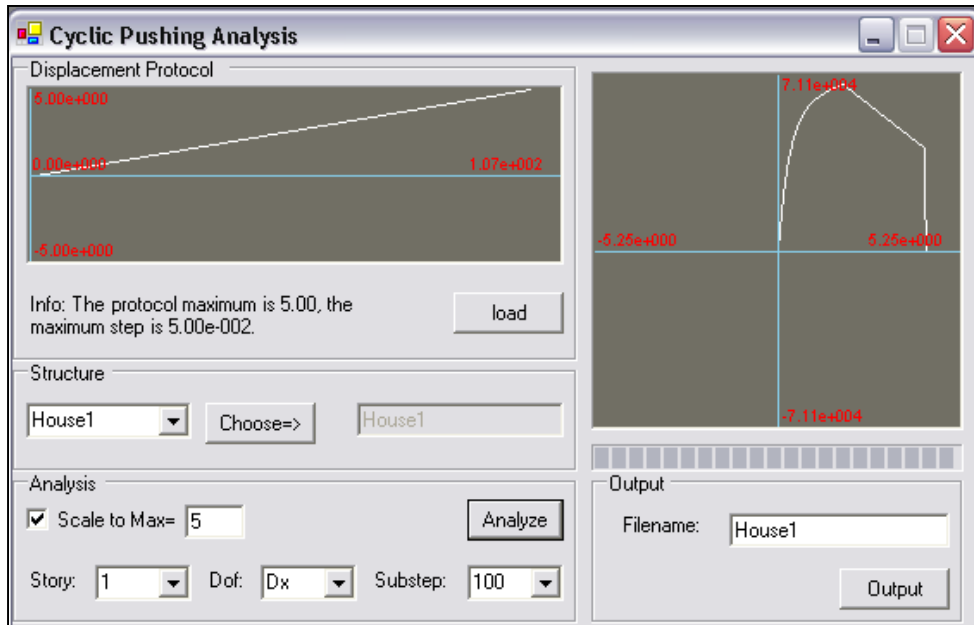 Cyclic Pushing Analysis
Displacement Protocol
5.00e+000
0.00e+000
1.07e+002
-5.00e+000
Info: The protocol maximum is 5.00, the
maximum step is 5.00e-002.
load
Structure
House1
Choose=>
House1
Analysis
Scale to Max= 5
Analyze
Story: 1 Dof: Dx Substep: 100
7.11e+004
-5.25e+000
5.25e+000
-7.11e+004
Output
Filename: House1
Output